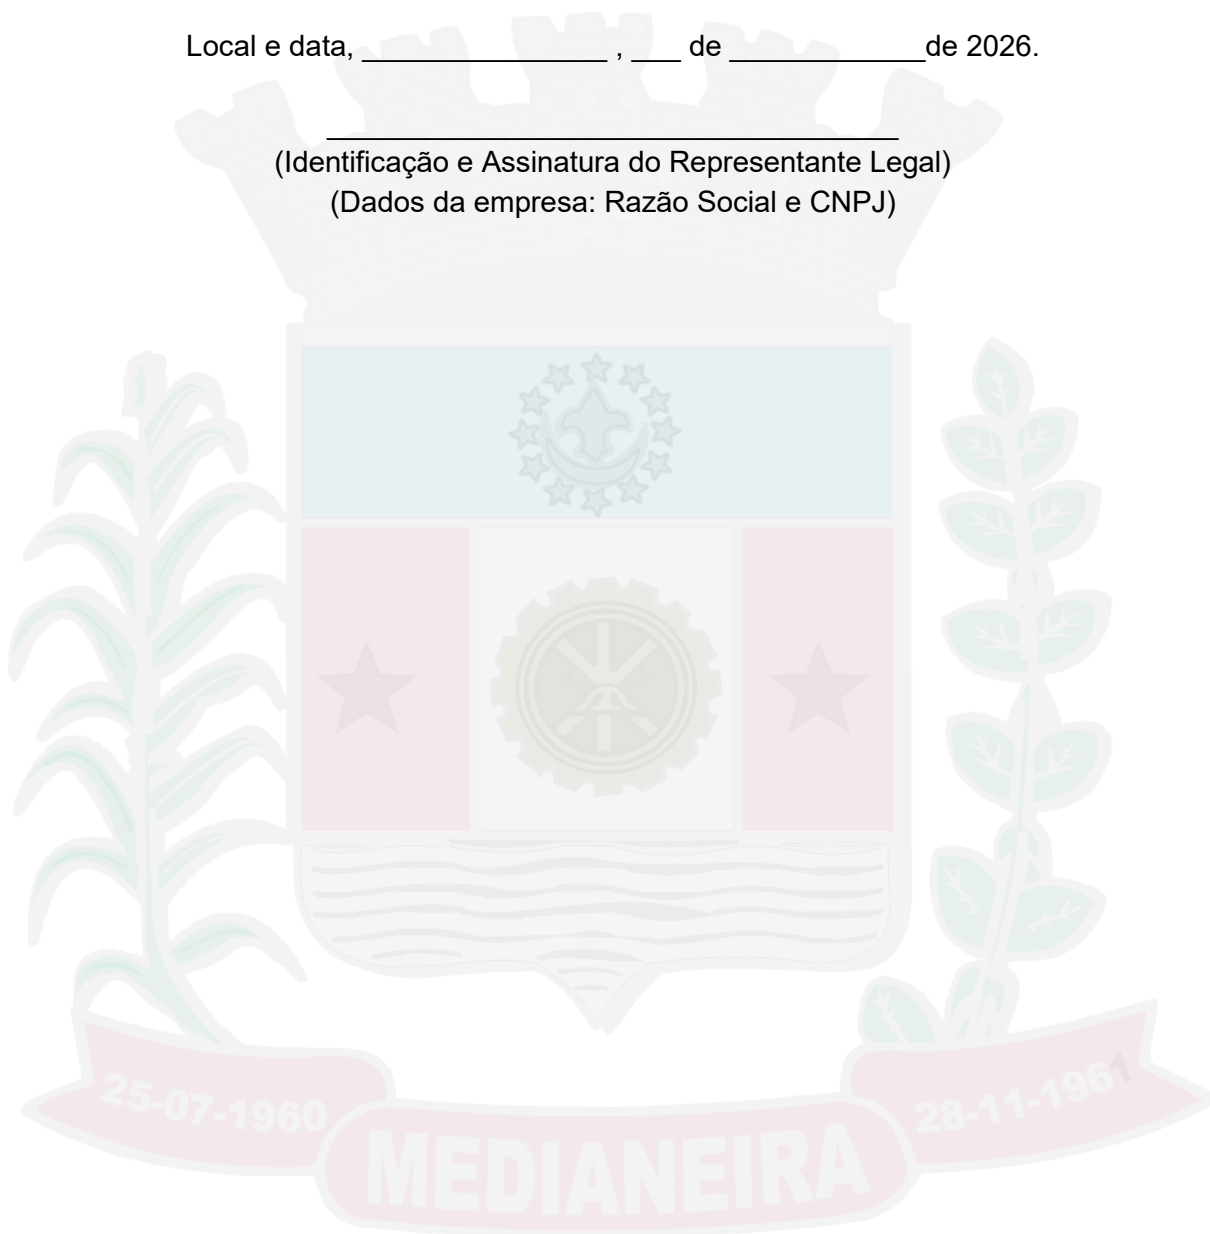 Local e data, _______________ , ___ de ____________de 2026.
___________________________________
(Identificação e Assinatura do Representante Legal)
(Dados da empresa: Razão Social e CNPJ)
25-07-1960
28-11-1961
MEDIANEIRA